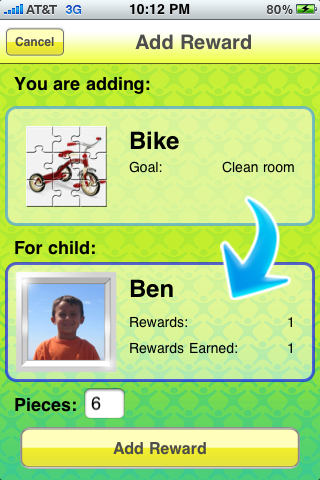 AT&T 3G 10:12 PM 80%
Cancel Add Reward
You are adding:
Bike
Goal: Clean room
For child:
Ben
Rewards: 1
Rewards Earned: 1
Pieces: 6
Add Reward